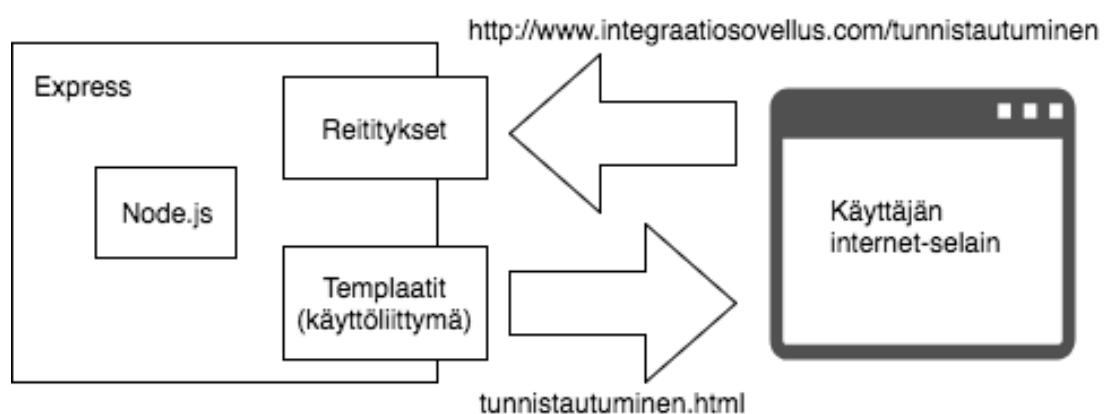 http://www.integraatiosovellus.com/tunnistautuminen
Express
Reititykset
Node.js
Käyttäjän
internet-selain
Templaatit
(käyttöliittymä)
tunnistautuminen.html